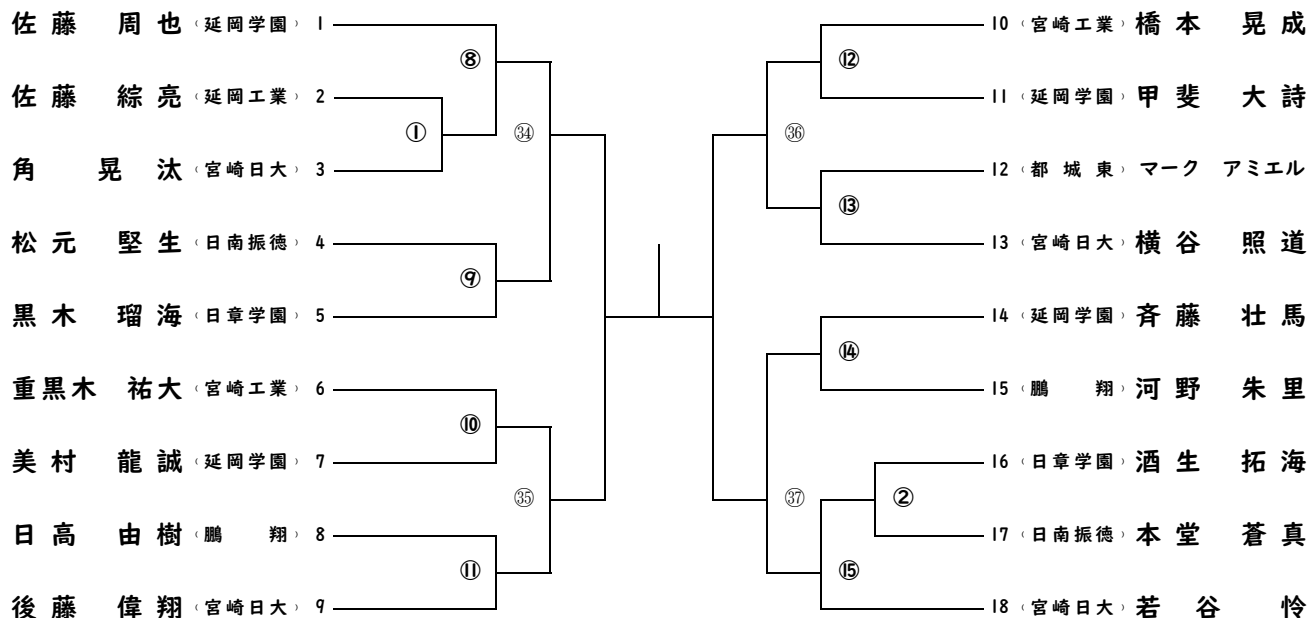 佐藤 周也（延岡学園）1
⑧
佐藤 綜亮（延岡工業）2
①
㉞
角 晃汰（宮崎日大）3
松元 堅生（日南振徳）4
⑨
黒木 瑠海（日章学園）5
重黒木 祐大（宮崎工業）6
⑩
美村 龍誠（延岡学園）7
㉟
日高 由樹（鵬 翔）8
⑪
後藤 偉翔（宮崎日大）9
10（宮崎工業）橋本 晃成
⑫
11（延岡学園）甲斐 大詩
㊱
12（都城東）マーク アミエル
⑬
13（宮崎日大）横谷 照道
14（延岡学園）斉藤 壮馬
⑭
15（鵬 翔）河野 朱里
16（日章学園）酒生 拓海
㊲
②
17（日南振徳）本堂 蒼真
⑮
18（宮崎日大）若谷 怜